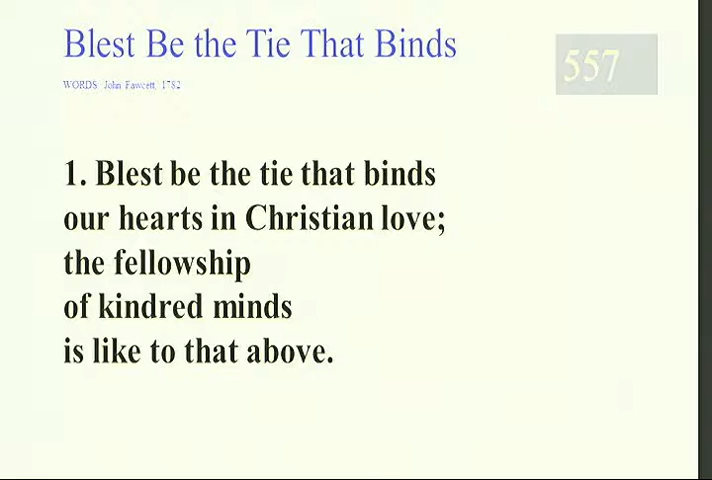 Blest Be the Tie That Binds
557
WORDS: John Fawcett, 1782
1. Blest be the tie that binds
our hearts in Christian love;
the fellowship
of kindred minds
is like to that above.